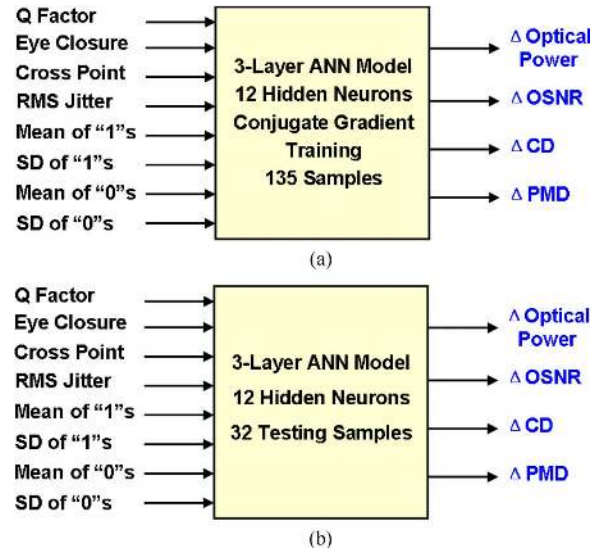 Q Factor
Eye Closure
Cross Point
RMS Jitter
Mean of "1"s
SD of "1"s
Mean of "0"s
SD of "0"s
3-Layer ANN Model
12 Hidden Neurons
Conjugate Gradient
Training
135 Samples
Δ Optical
Power
Δ OSNR
Δ CD
Δ PMD
(a)
Q Factor
Eye Closure
Cross Point
RMS Jitter
Mean of "1"s
SD of "1"s
Mean of "0"s
SD of "0"s
3-Layer ANN Model
12 Hidden Neurons
32 Testing Samples
Δ Optical
Power
Δ OSNR
Δ CD
Δ PMD
(b)